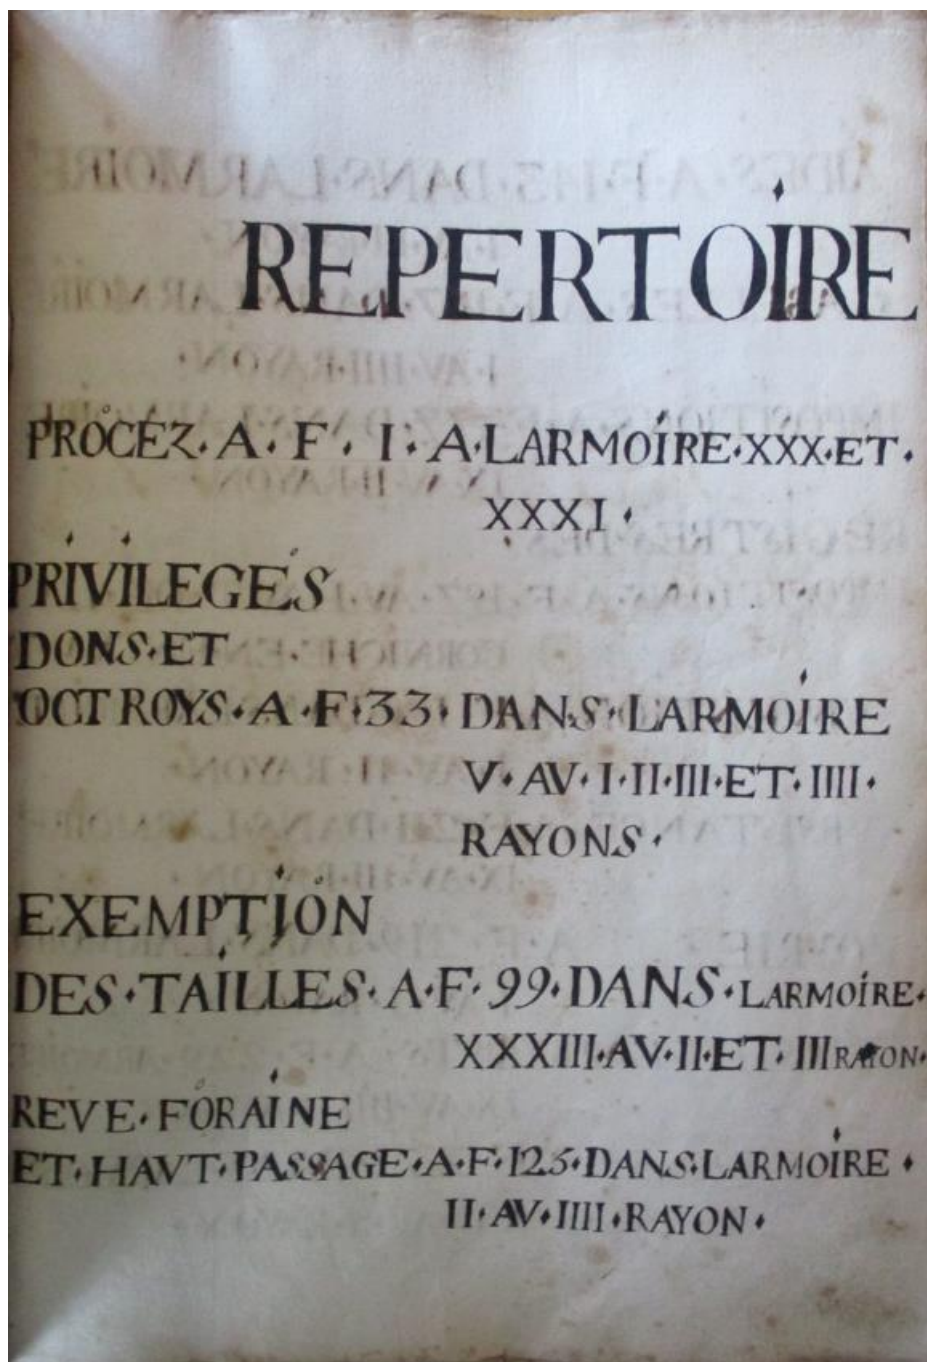 REPERTOIRE
PROCEZ · A · F · I · A · LARMOIRE · XXX · ET ·
XXXI ·
PRIVILEGES
DONS · ET
OCTROYS · A · F · 33 · DANS · LARMOIRE
V · AV · I · II · III · ET · IIII ·
RAYONS ·
EXEMPTION
DES · TAILLES · A · F · 99 · DANS · LARMOIRE ·
XXXIII · AV · II · ET · III RAYON ·
REVE · FORAINE
ET · HAVT · PASSAGE · A · F · 125 · DANS · LARMOIRE ·
II · AV · IIII · RAYON ·